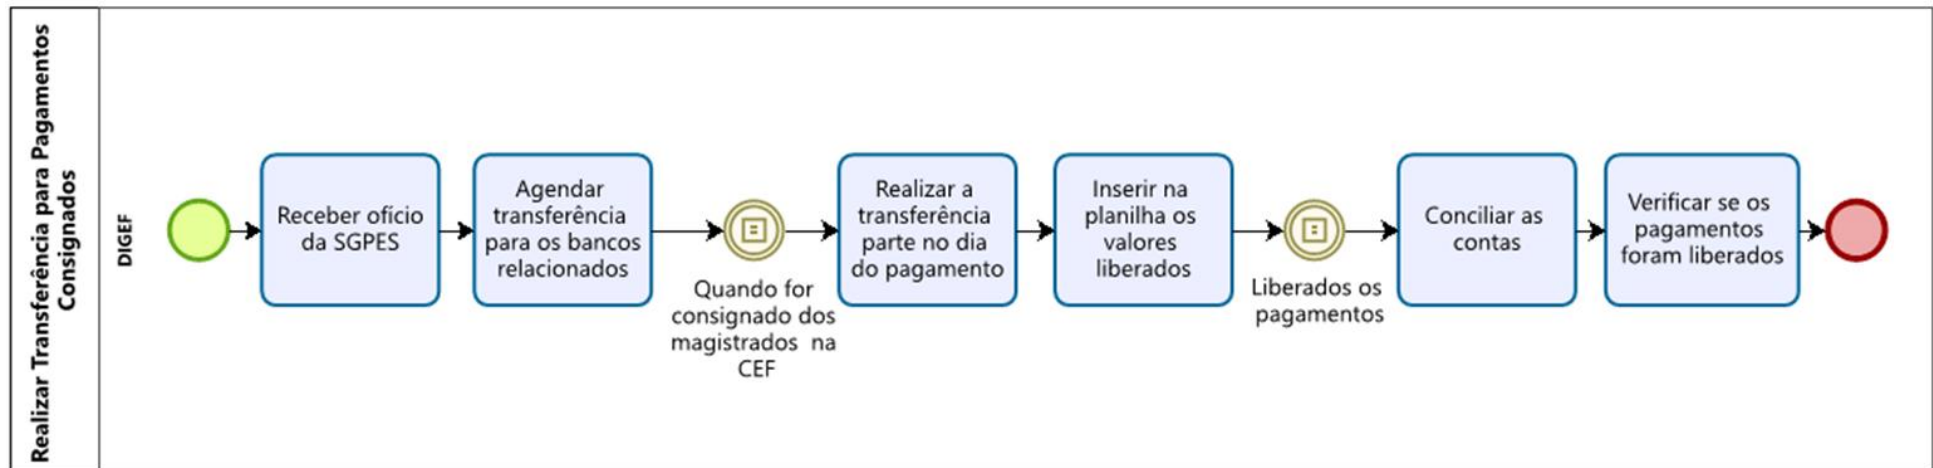 Realizar Transferência para Pagamentos
Consignados
DIGEF
Receber ofício
da SGPES
Agendar
transferência
para os bancos
relacionados
Quando for
consignado dos
magistrados na
CEF
Realizar a
transferência
parte no dia
do pagamento
Inserir na
planilha os
valores
liberados
Liberados os
pagamentos
Conciliar as
contas
Verificar se os
pagamentos
foram liberados